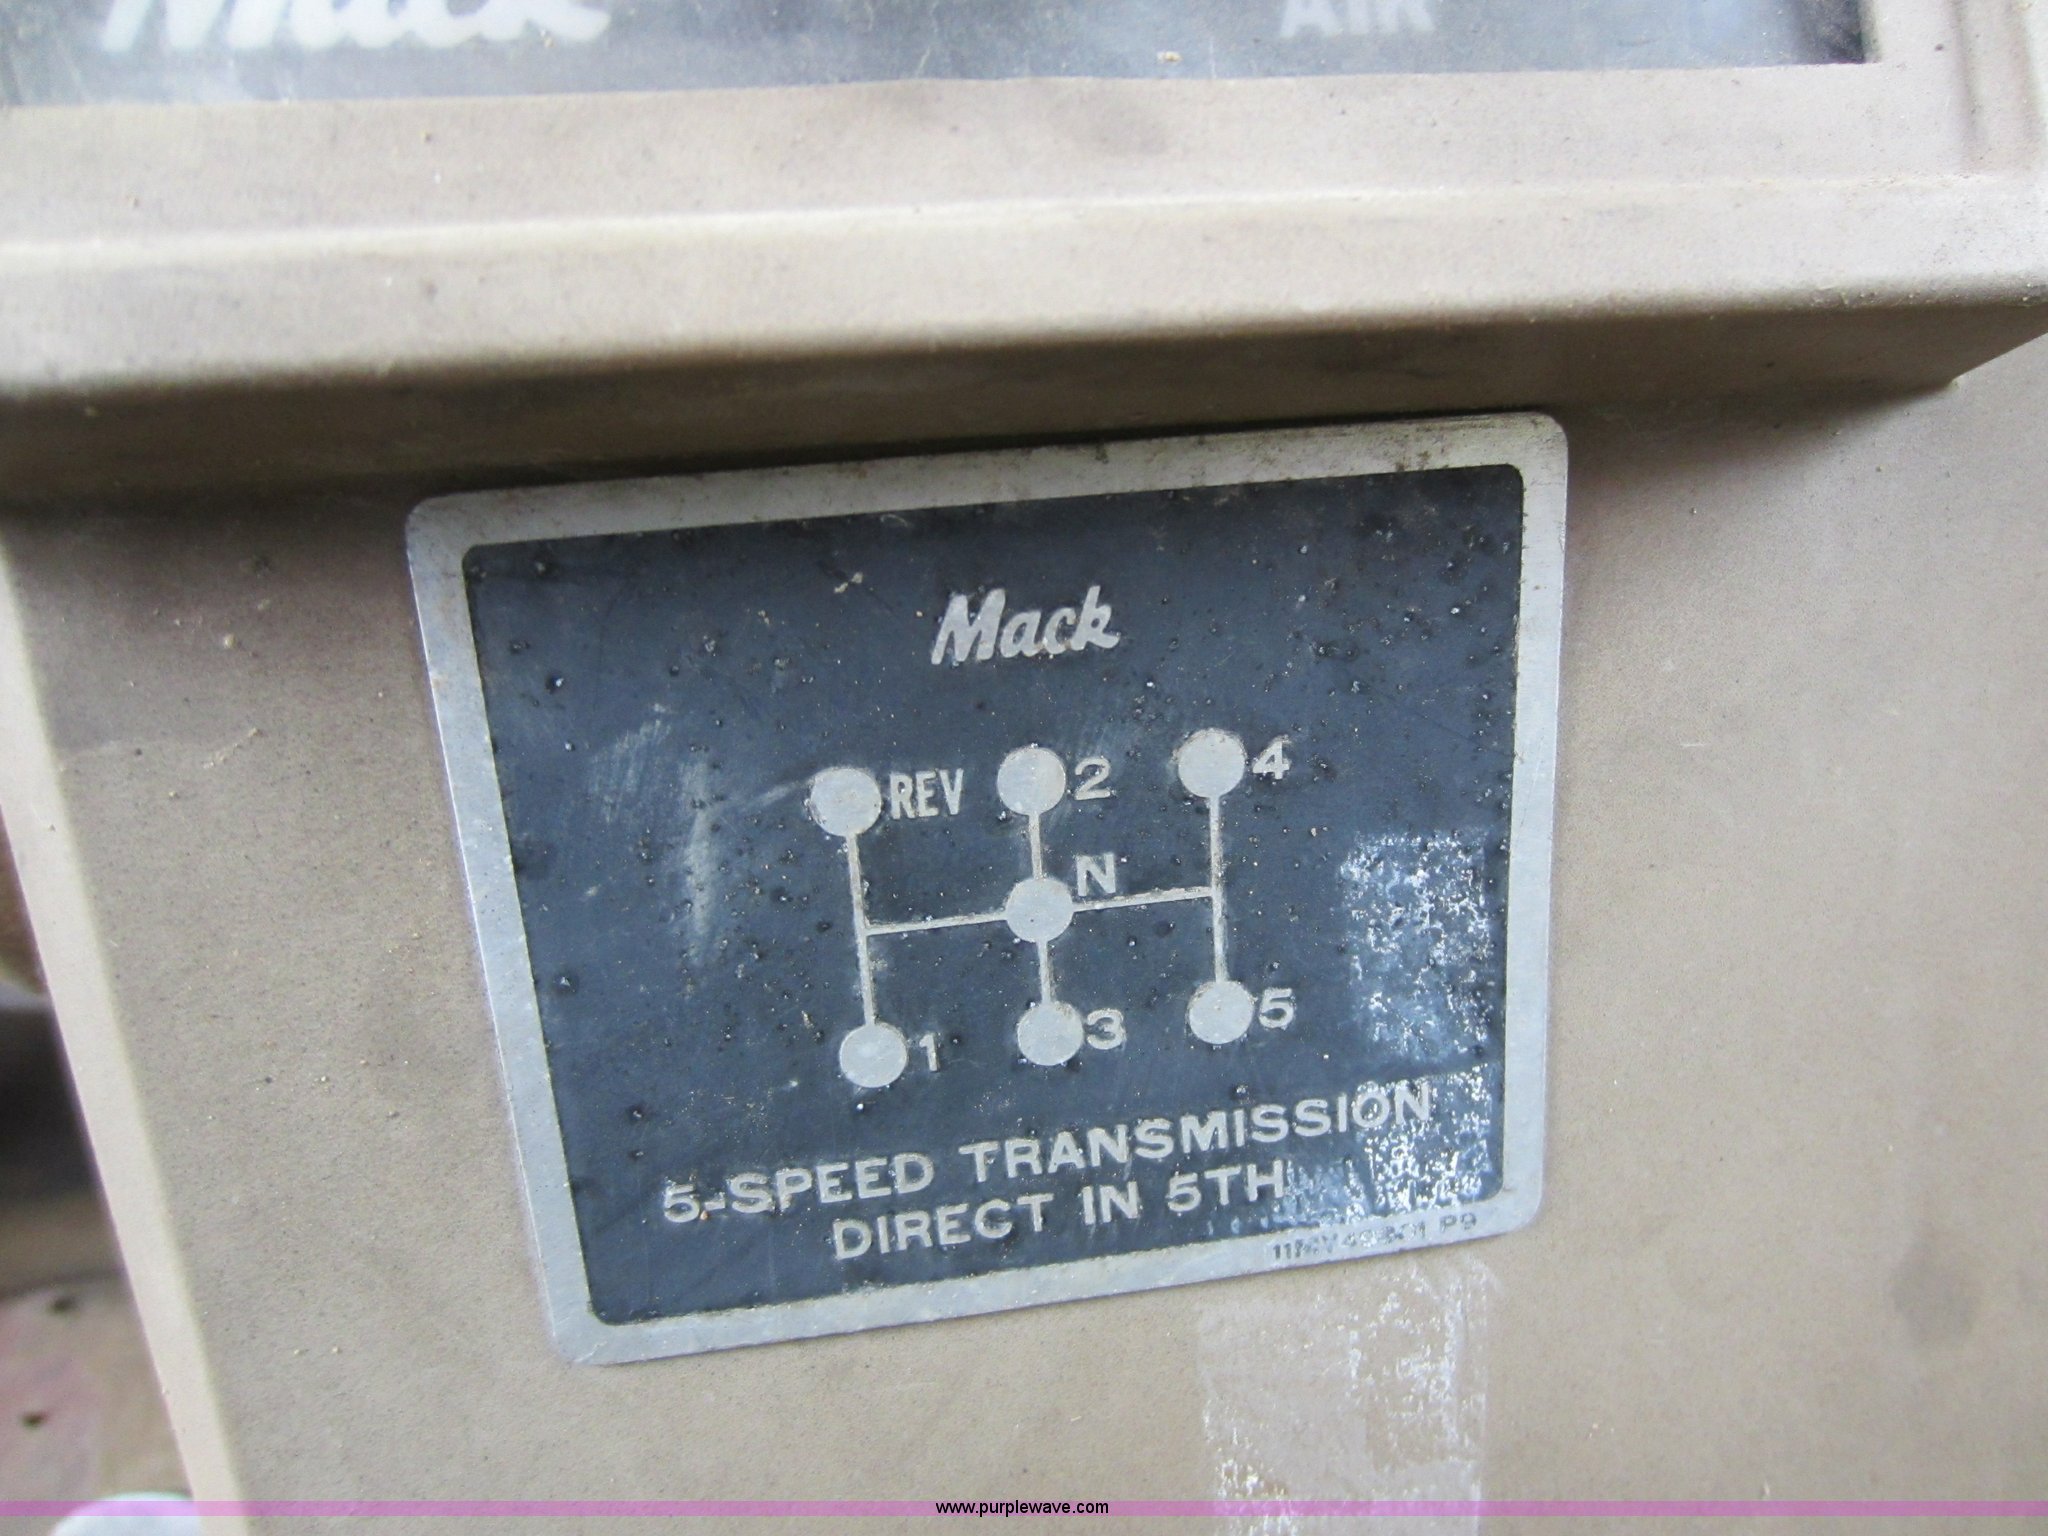 Mack AIR
Mack
REV 2 4
N
1 3 5
5-SPEED TRANSMISSION
DIRECT IN 5TH
www.purplewave.com